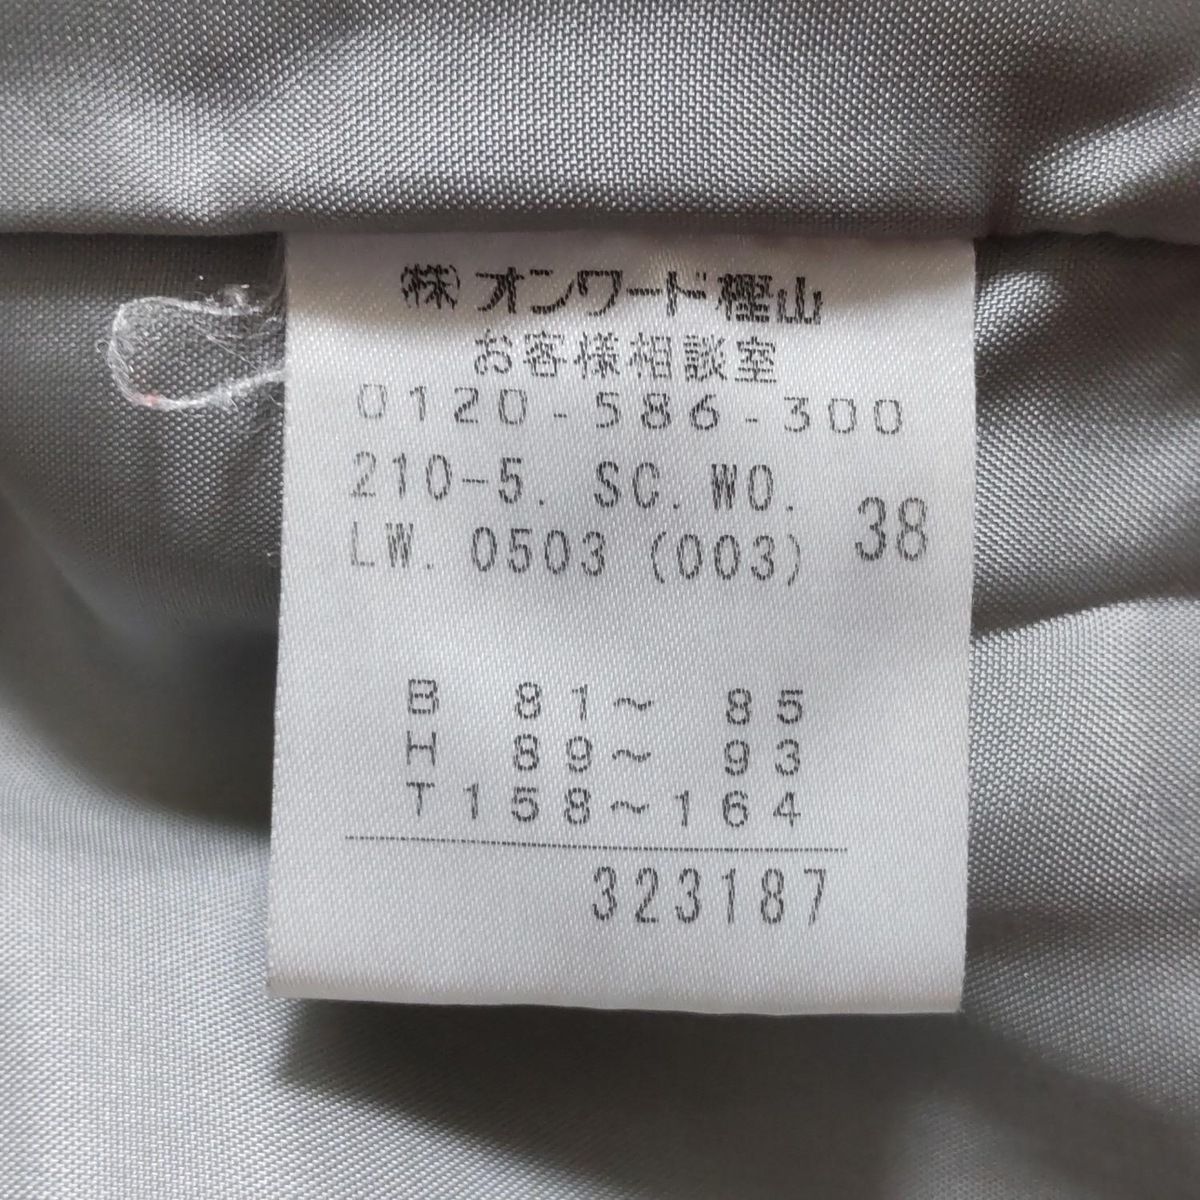 (株)オンワード樫山
お客様相談室
0120-586-300
210-5. SC.WO.
LW. 0503 (003) 38
B 81～ 85
H 89～ 93
T158～164
323187